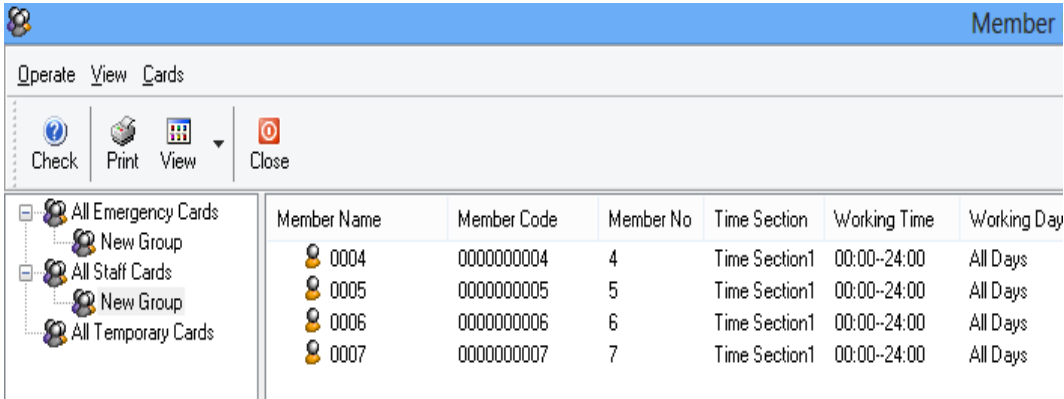 Member
Operate View Cards
Check Print View Close
All Emergency Cards
New Group
All Staff Cards
New Group
All Temporary Cards
Member Name Member Code Member No Time Section Working Time Working Day
0004 0000000004 4 Time Section1 00:00--24:00 All Days
0005 0000000005 5 Time Section1 00:00--24:00 All Days
0006 0000000006 6 Time Section1 00:00--24:00 All Days
0007 0000000007 7 Time Section1 00:00--24:00 All Days